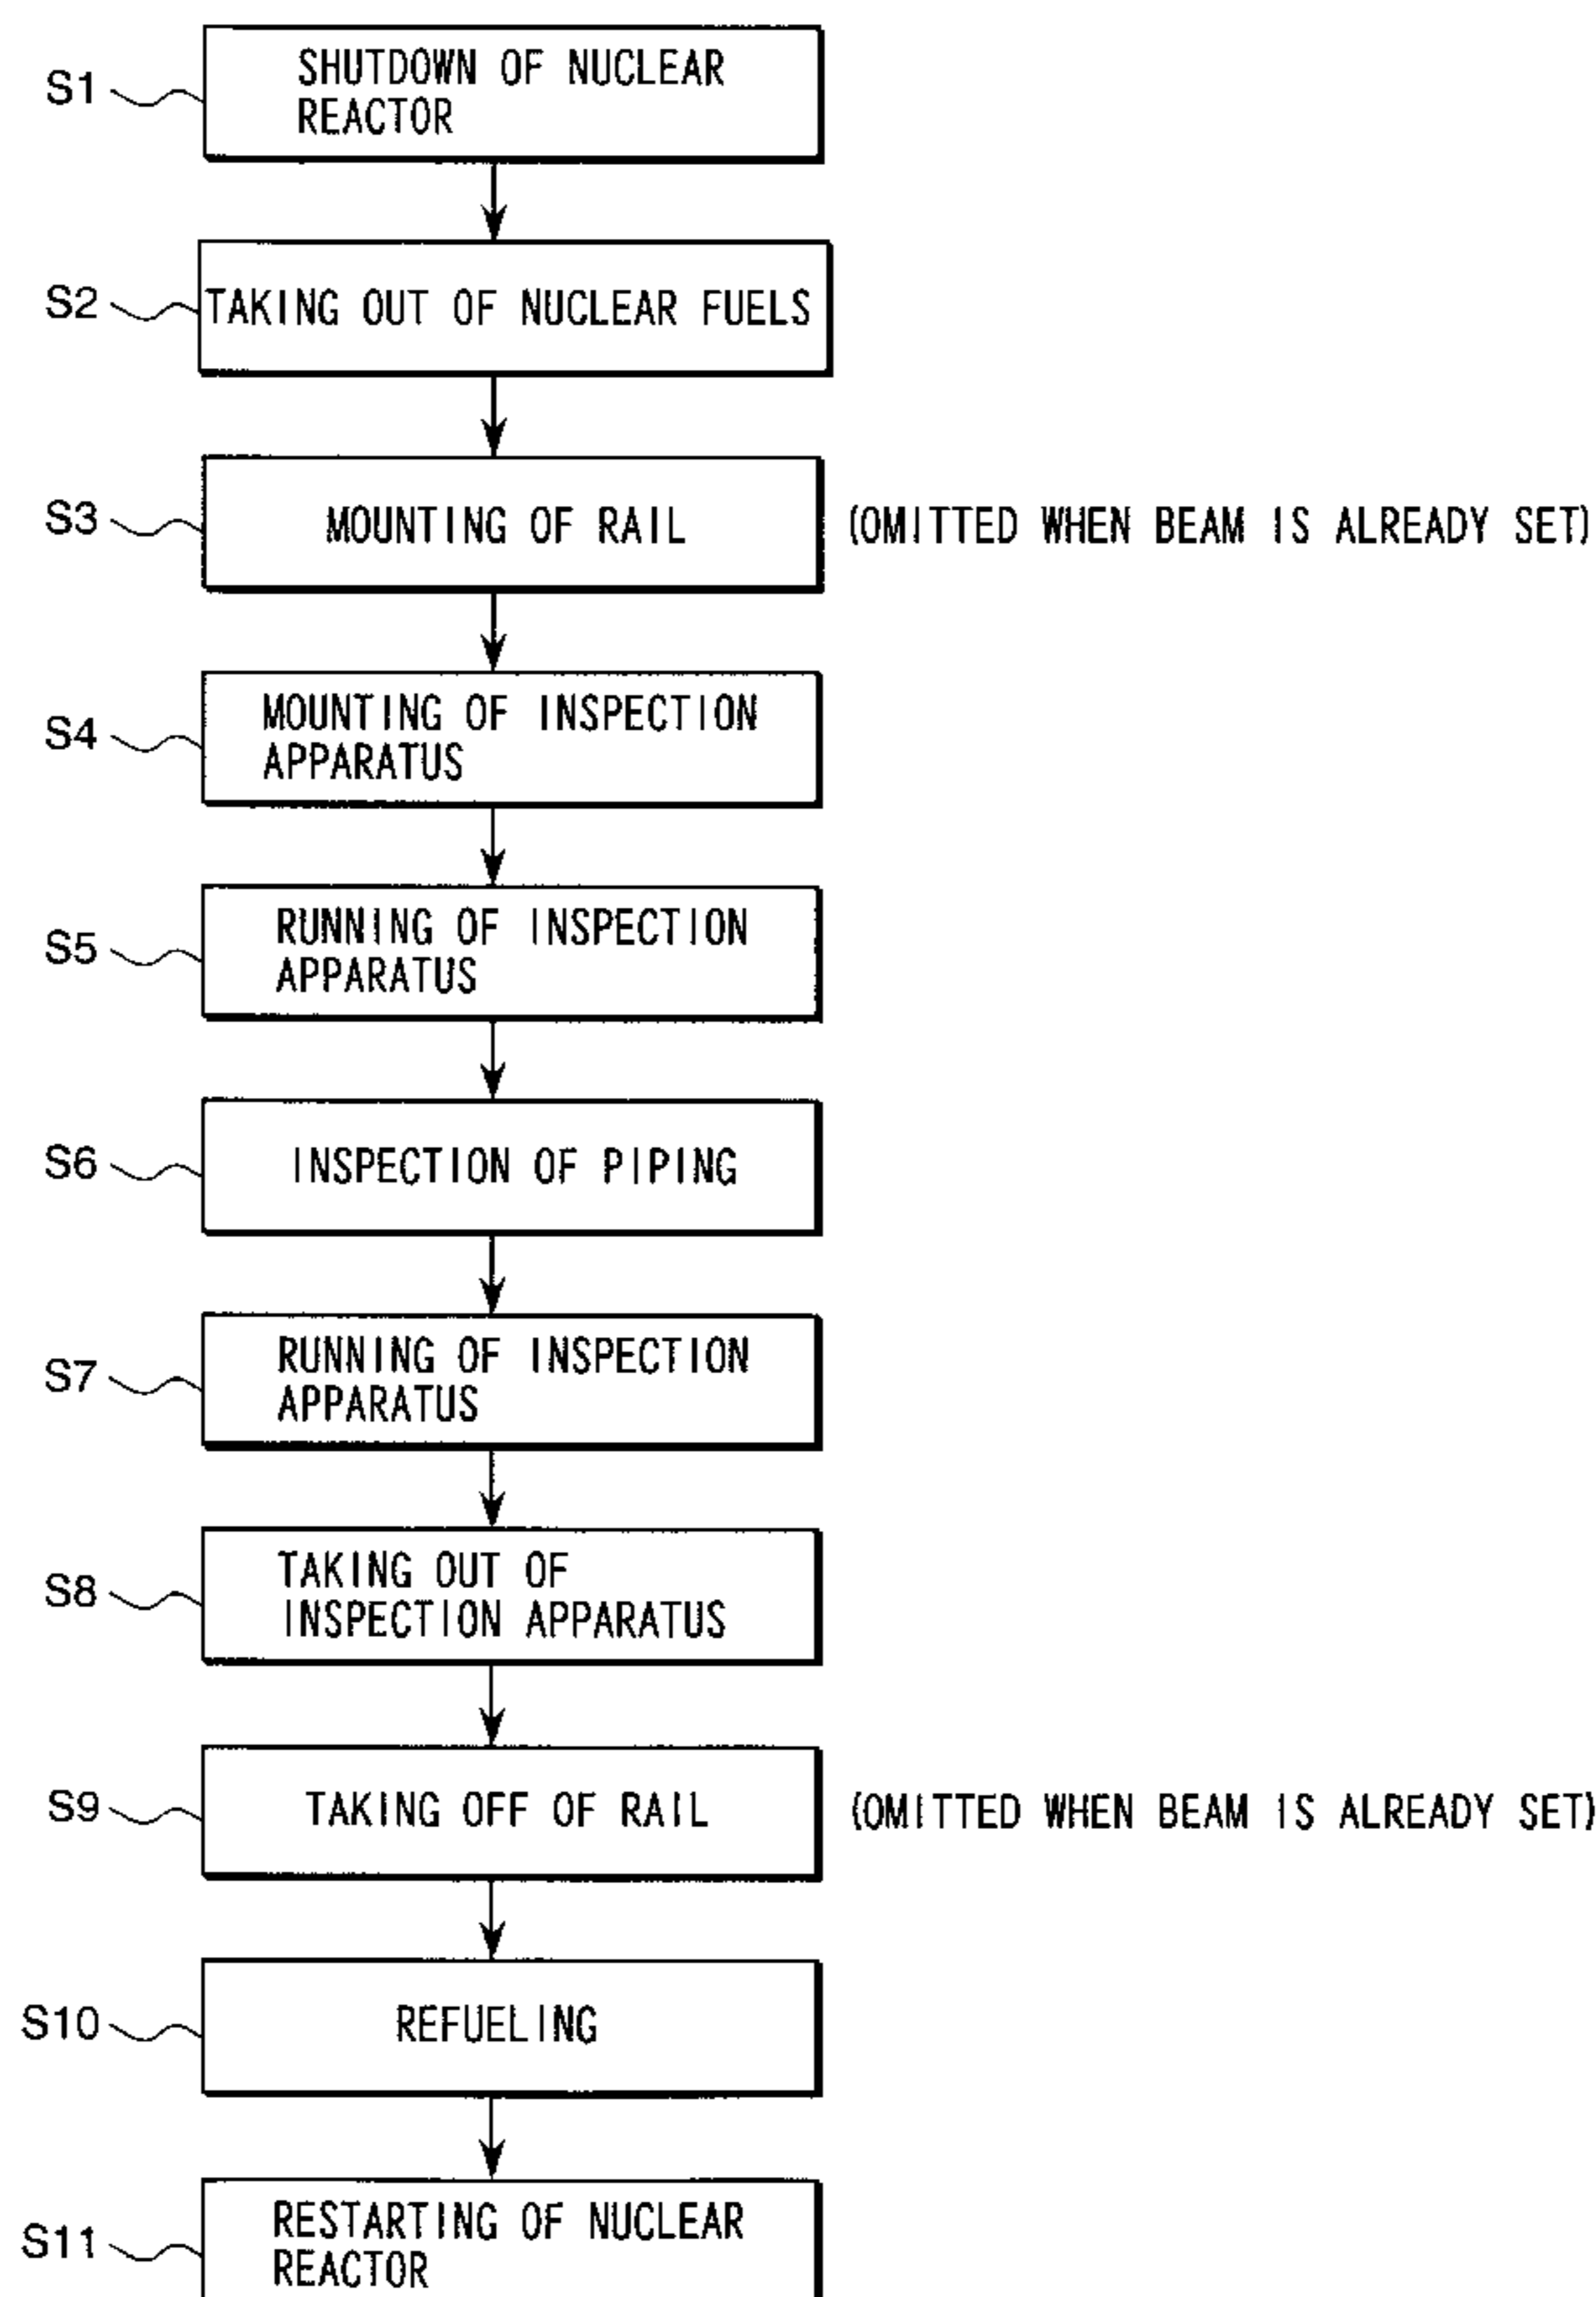 S1
SHUTDOWN OF NUCLEAR
REACTOR
S2
TAKING OUT OF NUCLEAR FUELS
S3
MOUNTING OF RAIL
(OMITTED WHEN BEAM IS ALREADY SET)
S4
MOUNTING OF INSPECTION
APPARATUS
S5
RUNNING OF INSPECTION
APPARATUS
S6
INSPECTION OF PIPING
S7
RUNNING OF INSPECTION
APPARATUS
S8
TAKING OUT OF
INSPECTION APPARATUS
S9
TAKING OFF OF RAIL
(OMITTED WHEN BEAM IS ALREADY SET)
S10
REFUELING
S11
RESTARTING OF NUCLEAR
REACTOR